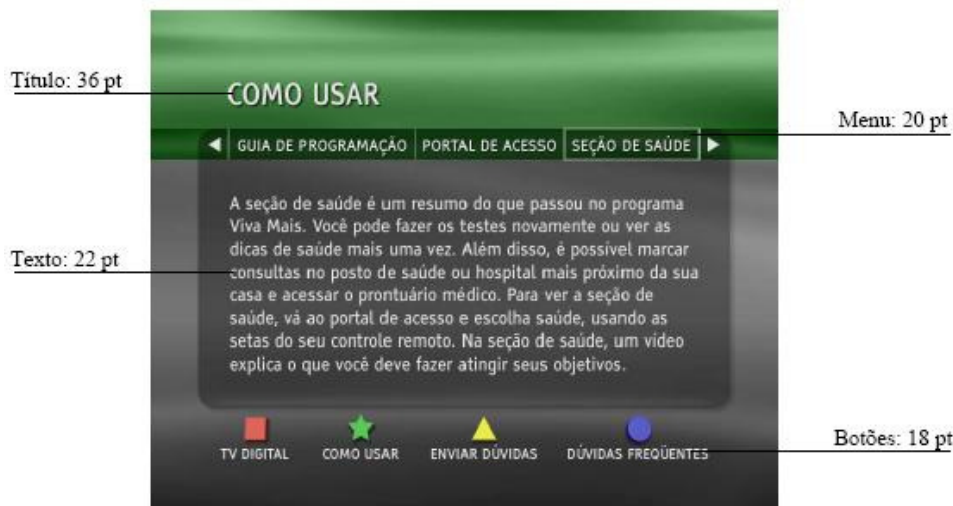 Título: 36 pt
COMO USAR
Menu: 20 pt
GUIA DE PROGRAMAÇÃO PORTAL DE ACESSO SEÇÃO DE SAÚDE
A seção de saúde é um resumo do que passou no programa
Viva Mais. Você pode fazer os testes novamente ou ver as
dicas de saúde mais uma vez. Além disso, é possível marcar
Texto: 22 pt
consultas no posto de saúde ou hospital mais próximo da sua
casa e acessar o prontuário médico. Para ver a seção de
saúde, vá ao portal de acesso e escolha saúde, usando as
setas do seu controle remoto. Na seção de saúde, um vídeo
explica o que você deve fazer atingir seus objetivos.
Botões: 18 pt
TV DIGITAL COMO USAR ENVIAR DÚVIDAS DÚVIDAS FREQÜENTES